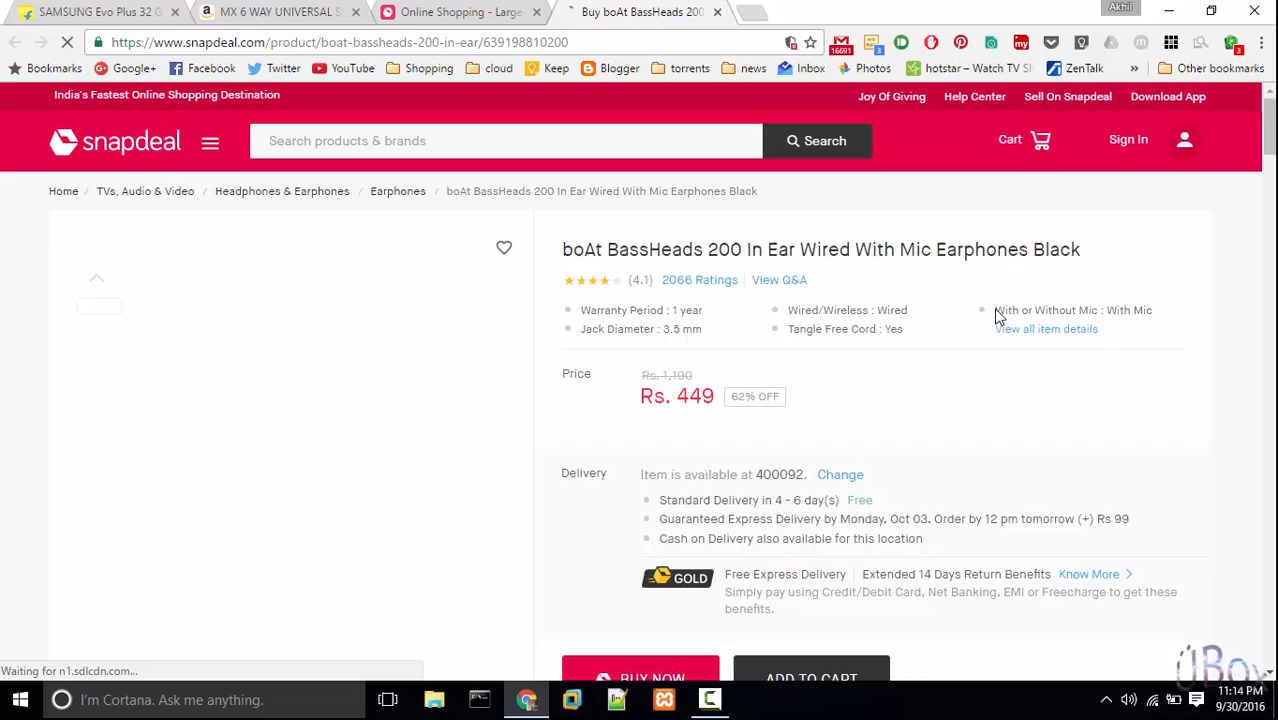 SAMSUNG Evo Plus 32 G
MX 6 WAY UNIVERSAL S
Online Shopping - Large
Buy boAt BassHeads 200
Akhil
https://www.snapdeal.com/product/boat-bassheads-200-in-ear/639198810200
16691
3
my
m
3
Bookmarks
Google+
Facebook
Twitter
YouTube
Shopping
cloud
Keep
Blogger
torrents
news
Inbox
Photos
hotstar – Watch TV Sh
ZenTalk
»
Other bookmarks
India's Fastest Online Shopping Destination
Joy Of Giving
Help Center
Sell On Snapdeal
Download App
snapdeal
Search products & brands
Search
Cart
Sign In
Home / TVs, Audio & Video / Headphones & Earphones / Earphones / boAt BassHeads 200 In Ear Wired With Mic Earphones Black
boAt BassHeads 200 In Ear Wired With Mic Earphones Black
(4.1) 2066 Ratings View Q&A
Warranty Period : 1 year
Wired/Wireless : Wired
With or Without Mic : With Mic
Jack Diameter : 3.5 mm
Tangle Free Cord : Yes
View all item details
Price
Rs. 1,190
Rs. 449
62% OFF
Delivery
Item is available at 400092. Change
Standard Delivery in 4 - 6 day(s) Free
Guaranteed Express Delivery by Monday, Oct 03. Order by 12 pm tomorrow (+) Rs 99
Cash on Delivery also available for this location
GOLD
Free Express Delivery
Extended 14 Days Return Benefits
Know More
Simply pay using Credit/Debit Card, Net Banking, EMI or Freecharge to get these
benefits.
BUY NOW
ADD TO CART
Waiting for n1.sdlcdn.com...
I'm Cortana. Ask me anything.
11:14 PM
9/30/2016